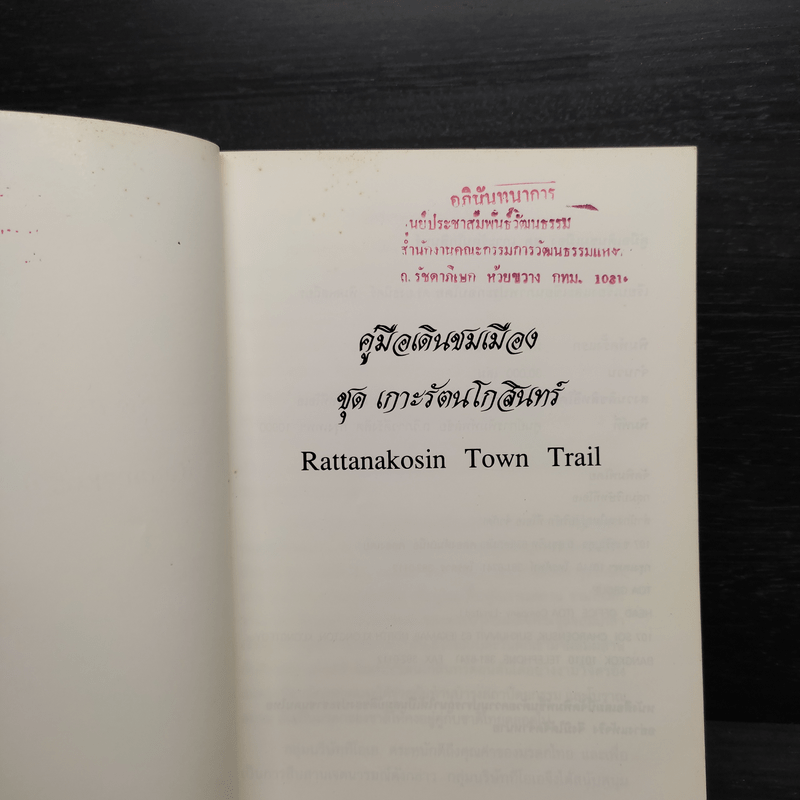 อภินันทนาการ
นย์ประชาสัมพันธ์วัฒนธรรม
สำนักงานคณะกรรมการวัฒนธรรมแห่ง
ถ.รัชดาภิเษก ห้วยขวาง กทม. 10310
คู่มือเดินชมเมือง
ชุด เกาะรัตนโกสินทร์
Rattanakosin Town Trail